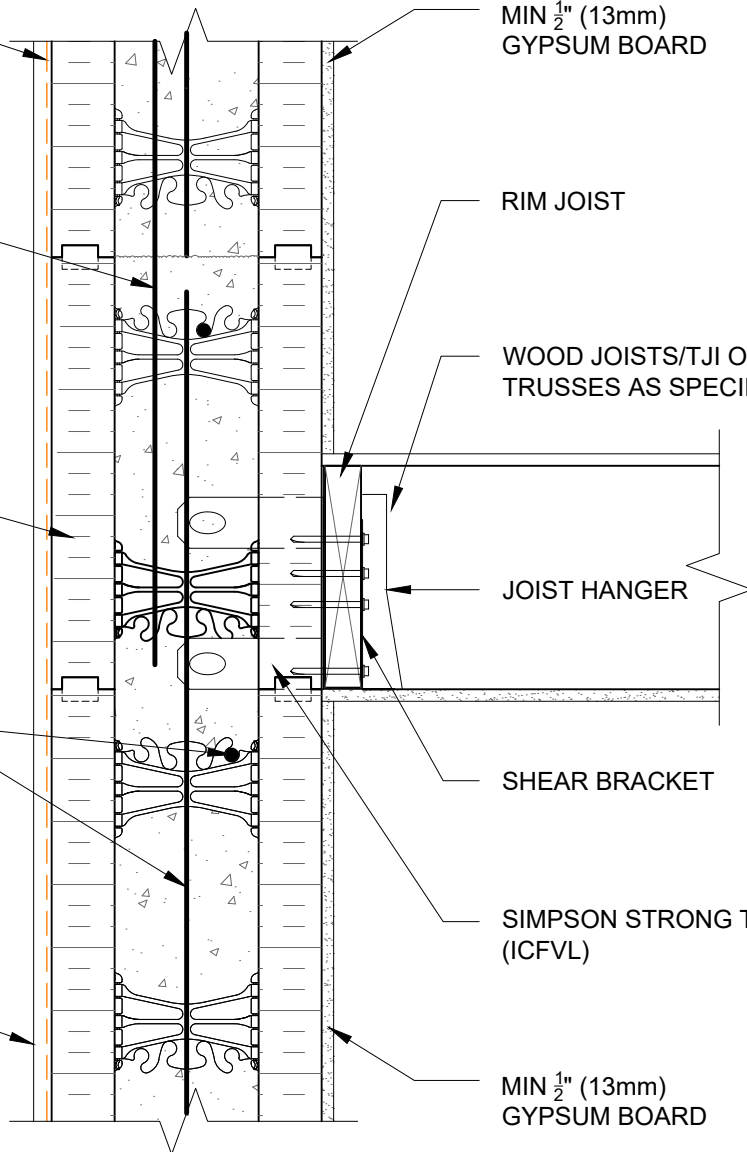 MIN ½" (13mm)
GYPSUM BOARD
RIM JOIST
WOOD JOISTS/TJI O
TRUSSES AS SPECI
JOIST HANGER
SHEAR BRACKET
SIMPSON STRONG T
(ICFVL)
MIN ½" (13mm)
GYPSUM BOARD